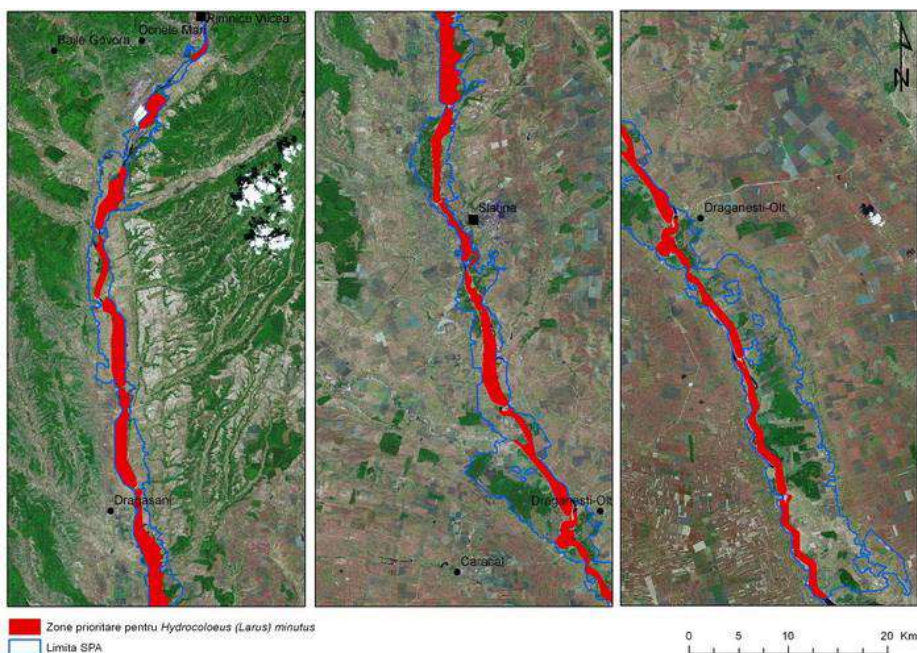 Rimnicu Vilcea
Ocnele Mari
Baile Govora
Dragasani
Slatina
Draganesti-Olt
Caracal
Draganesti-Olt
N
Zone prioritare pentru Hydrocoloeus (Larus) minutus
Limita SPA
0 5 10 20 Km